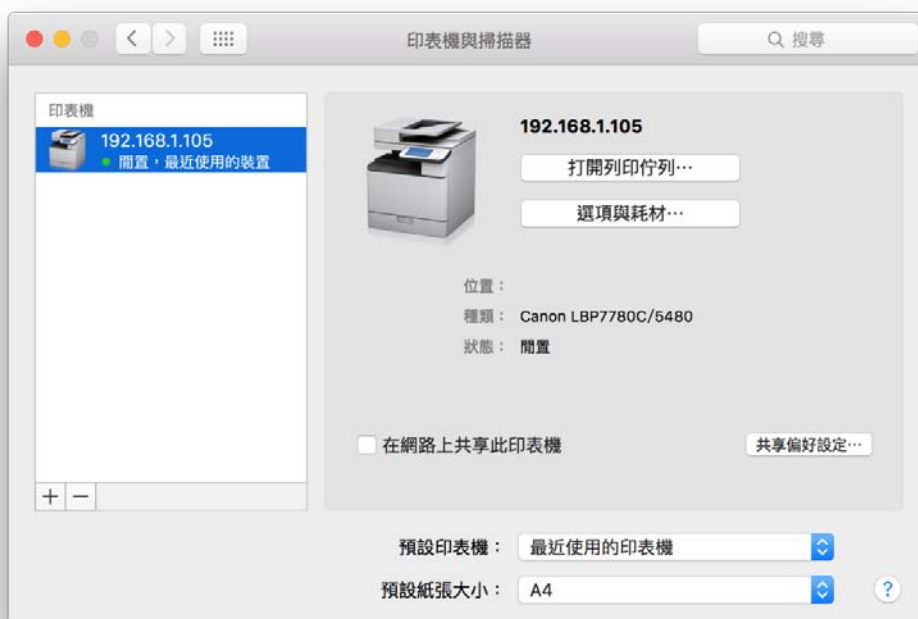 印表機與掃描器
搜尋
印表機
192.168.1.105
閒置，最近使用的裝置
192.168.1.105
打開列印佇列…
選項與耗材…
位置：
種類： Canon LBP7780C/5480
狀態： 閒置
在網路上共享此印表機
共享偏好設定…
預設印表機： 最近使用的印表機
預設紙張大小： A4
?